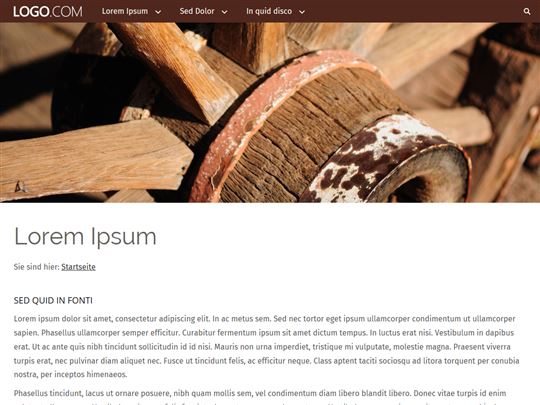 LOGO.COM
Lorem Ipsum
Sed Dolor
In quid disco
Lorem Ipsum
Sie sind hier: Startseite
SED QUID IN FONTI
Lorem ipsum dolor sit amet, consectetur adipiscing elit. In ac metus sem. Sed nec tortor eget ipsum ullamcorper condimentum ut ullamcorper
sapien. Phasellus ullamcorper semper efficitur. Curabitur fermentum ipsum sit amet dictum tempus. In luctus erat nisi. Vestibulum in dapibus
erat. Ut ac ante quis nibh tincidunt sollicitudin id id nisi. Mauris non urna imperdiet, tristique mi vulputate, molestie magna. Praesent viverra
turpis erat, nec pulvinar diam aliquet nec. Fusce ut tincidunt felis, ac efficitur neque. Class aptent taciti sociosqu ad litora torquent per conubia
nostra, per inceptos himenaeos.
Phasellus tincidunt, lacus ut ornare posuere, nibh quam mollis sem, vel condimentum diam libero blandit libero. Donec vitae turpis id enim